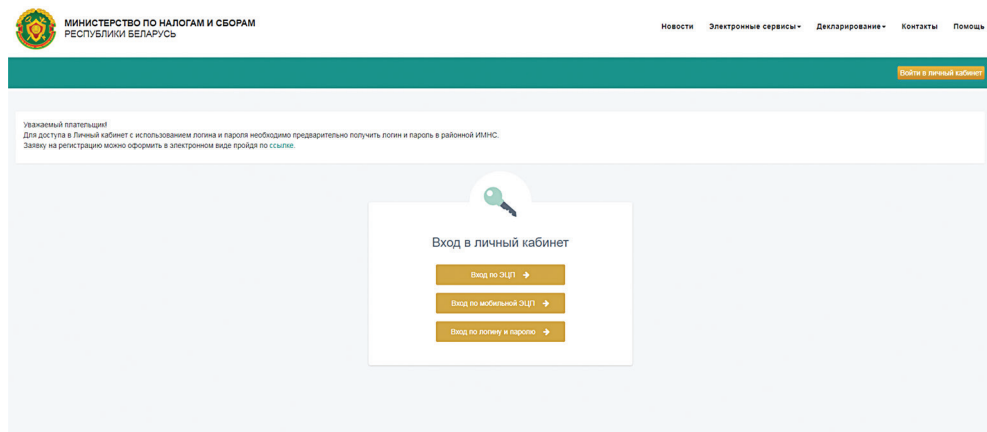 МИНИСТЕРСТВО ПО НАЛОГАМ И СБОРАМ
РЕСПУБЛИКИ БЕЛАРУСЬ
Новости Электронные сервисы Декларирование Контакты Помощь
Войти в личный кабинет
Уважаемый плательщик!
Для доступа в Личный кабинет с использованием логина и пароля необходимо предварительно получить логин и пароль в районной ИМНС.
Заявку на регистрацию можно оформить в электронном виде пройдя по ссылке.
Вход в личный кабинет
Вход по ЭЦП
Вход по мобильной ЭЦП
Вход по логину и паролю